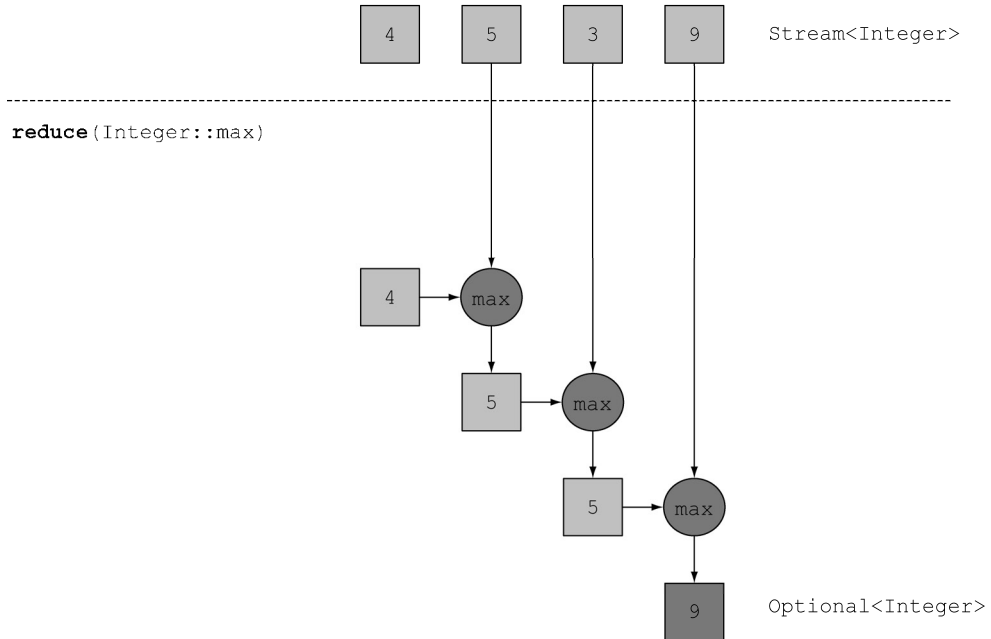 4 5 3 9 Stream<Integer>
reduce(Integer::max)
4 max
5 max
5 max
9 Optional<Integer>